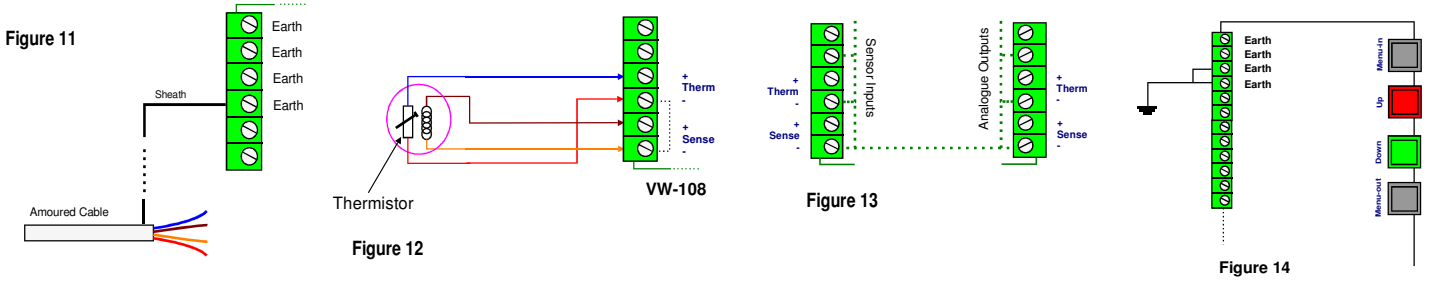 Figure 11
Earth
Earth
Earth
Earth
Sheath
Amoured Cable
+
Therm
-
+
Sense
-
VW-108
Thermistor
Figure 12
Sensor Inputs
+
Therm
-
+
Sense
-
Figure 13
Analogue Outputs
+
Therm
-
+
Sense
-
Earth
Earth
Earth
Earth
Menu-in
Up
Down
Menu-out
Figure 14